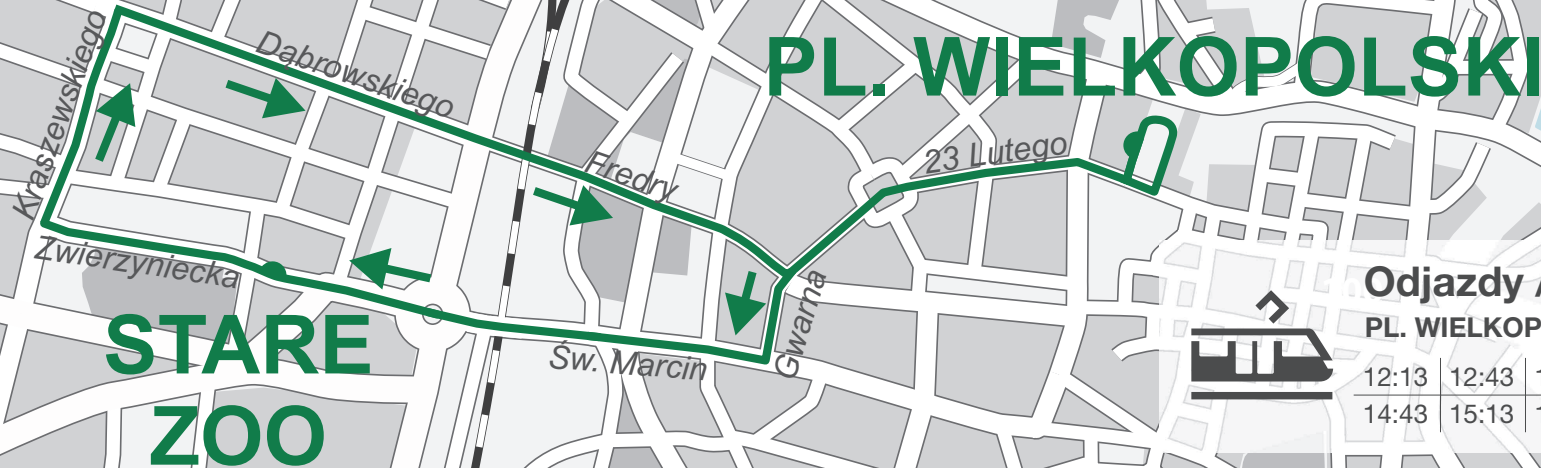 Kraszewskiego
Dąbrowskiego
PL. WIELKOPOLSKI
Fredry
23 Lutego
Zwierzyniecka
Gwarna
Św. Marcin
STARE
ZOO
Odjazdy
PL. WIELKOP
12:13 12:43
14:43 15:13